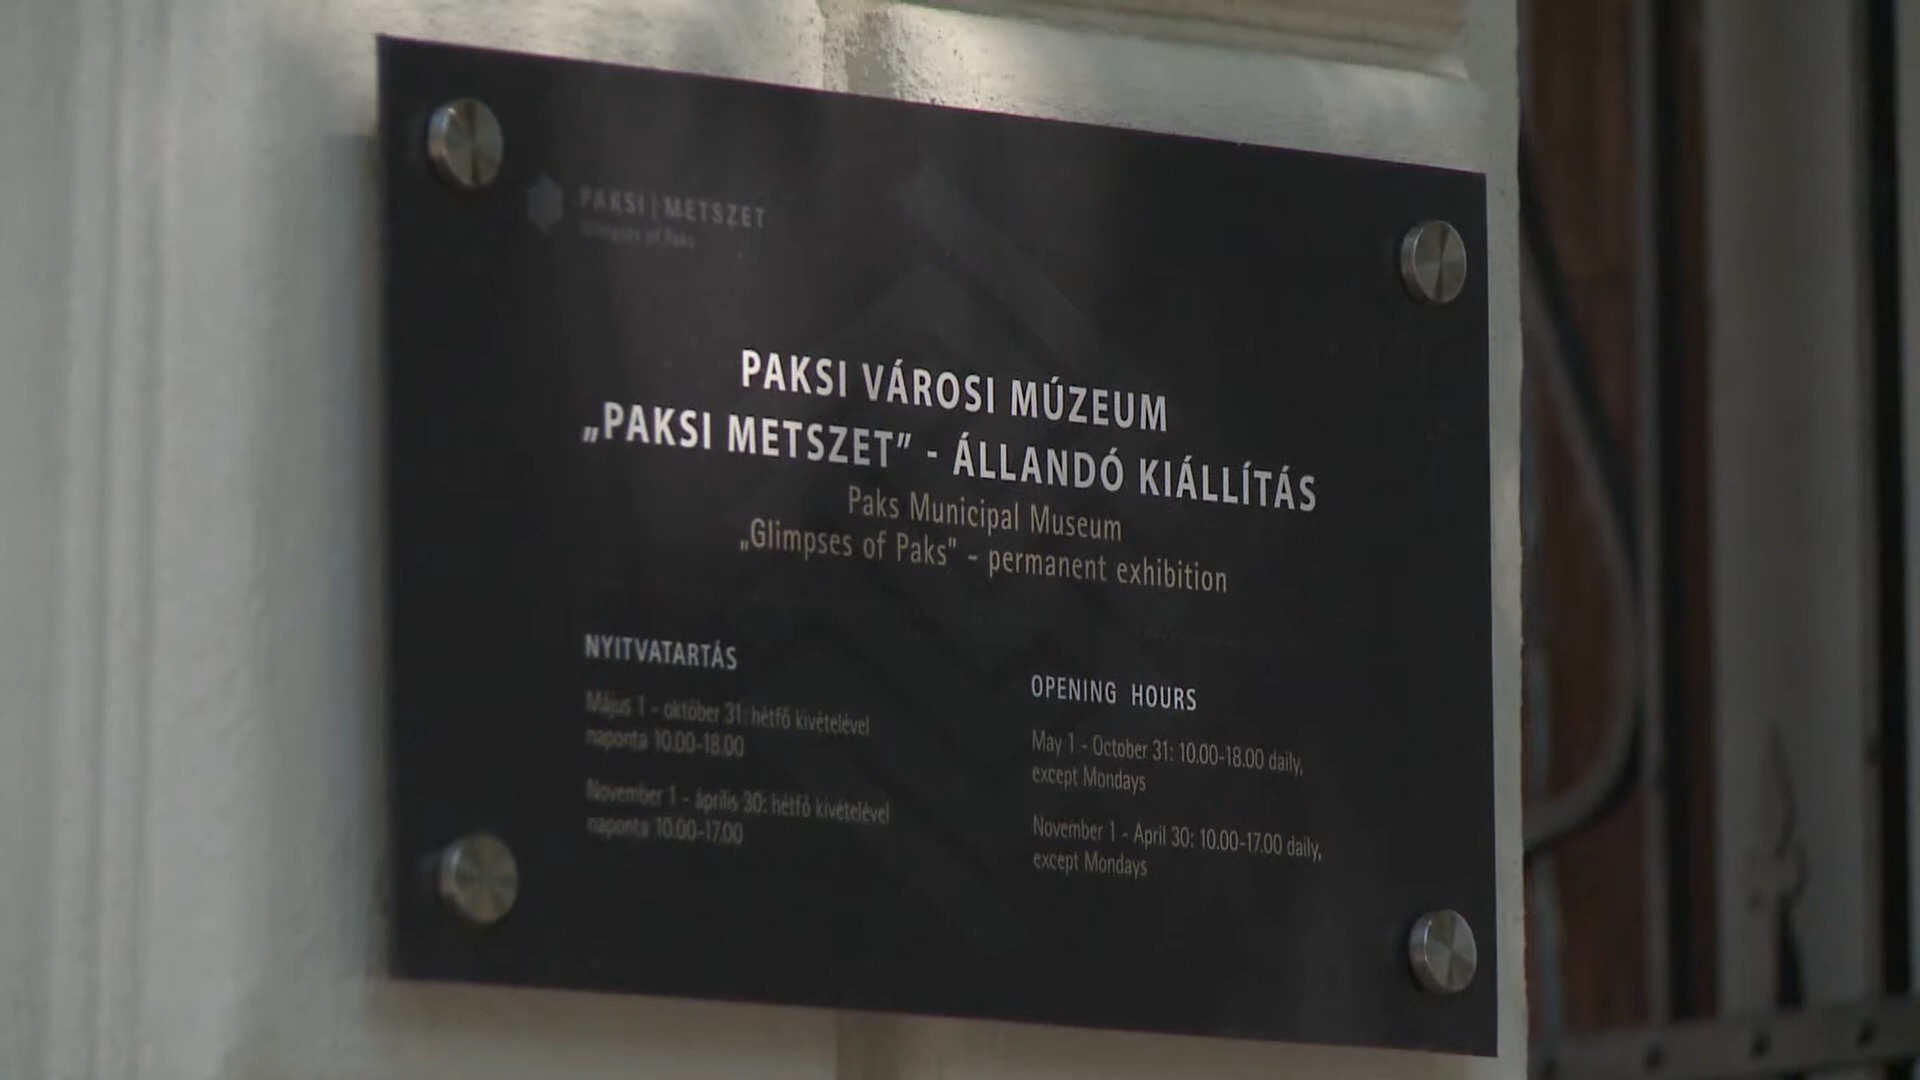 PAKSI | METSZET
Glimpses of Paks
PAKSI VÁROSI MÚZEUM
„PAKSI METSZET” - ÁLLANDÓ KIÁLLÍTÁS
Paks Municipal Museum
„Glimpses of Paks” - permanent exhibition
NYITVATARTÁS
Május 1 - október 31: hétfő kivételével
naponta 10.00-18.00
November 1 - április 30: hétfő kivételével
naponta 10.00-17.00
OPENING HOURS
May 1 - October 31: 10.00-18.00 daily,
except Mondays
November 1 - April 30: 10.00-17.00 daily,
except Mondays